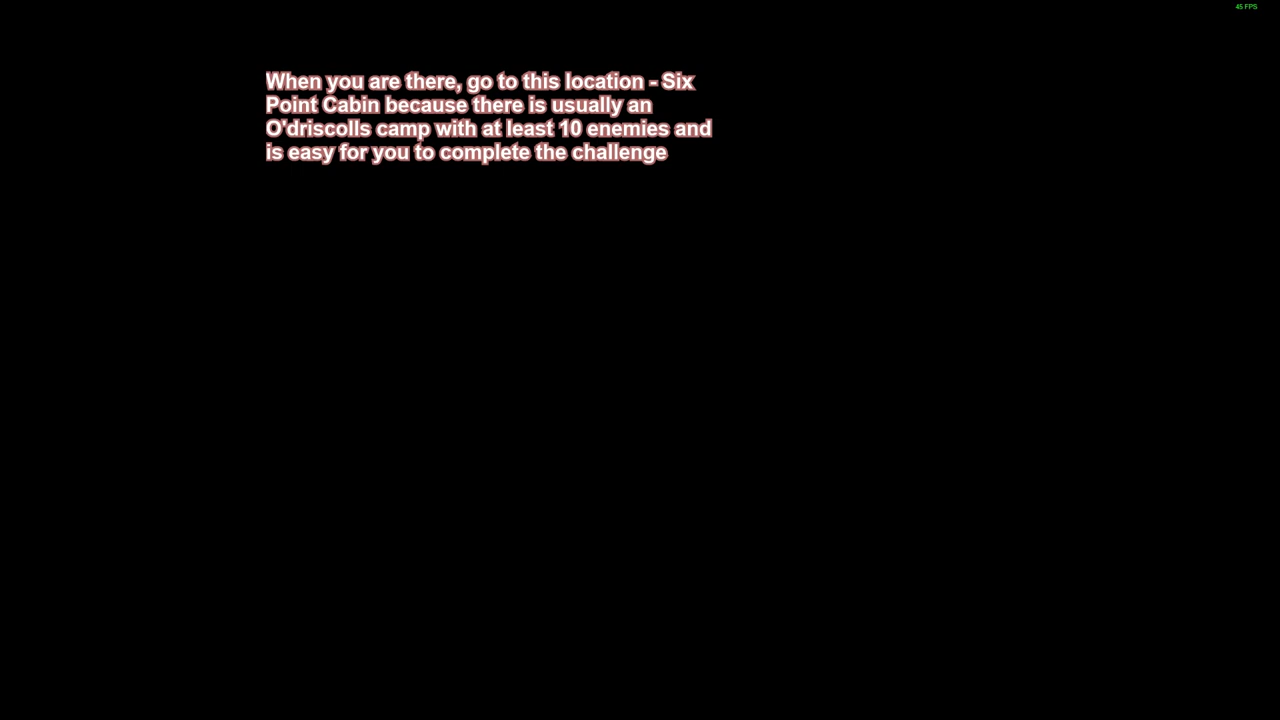 45 FPS
When you are there, go to this location - Six
Point Cabin because there is usually an
O'driscolls camp with at least 10 enemies and
is easy for you to complete the challenge